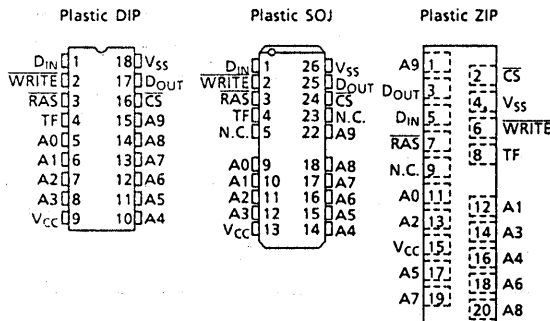 Plastic DIP
DIN 1 18 VSS
WRITE 2 17 DOUT
RAS 3 16 CS
TF 4 15 A9
A0 5 14 A8
A1 6 13 A7
A2 7 12 A6
A3 8 11 A5
VCC 9 10 A4
Plastic SOJ
DIN 1 26 VSS
WRITE 2 25 DOUT
RAS 3 24 CS
TF 4 23 N.C.
N.C. 5 22 A9
A0 9 18 A8
A1 10 17 A7
A2 11 16 A6
A3 12 15 A5
VCC 13 14 A4
Plastic ZIP
A9 1
2 CS
DOUT 3
4 VSS
DIN 5
6 WRITE
RAS 7
8 TF
N.C. 9
A0 11
12 A1
A2 13
14 A3
VCC 15
16 A4
A5 17
18 A6
A7 19
20 A8